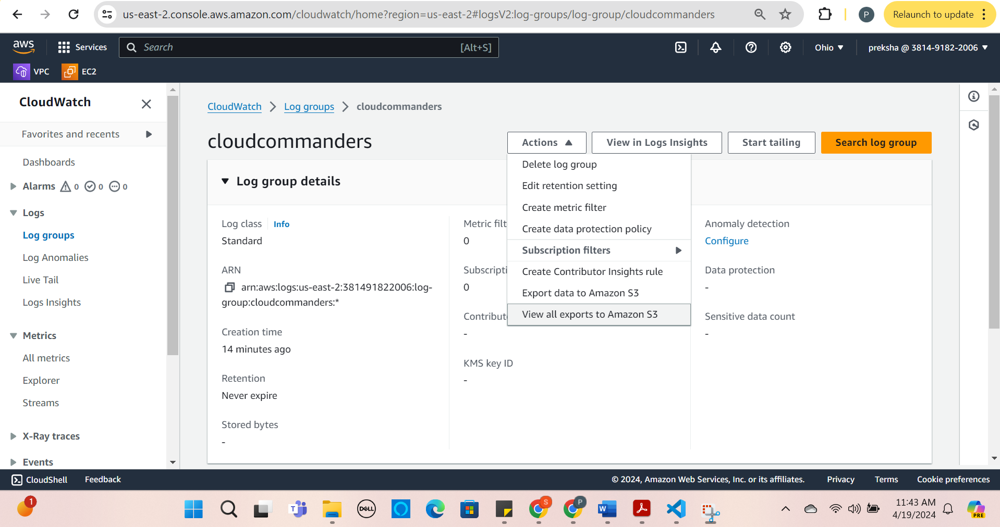 us-east-2.console.aws.amazon.com/cloudwatch/home?region=us-east-2#logsV2:log-groups/log-group/cloudcommanders
P
Relaunch to update
aws
Services
Search
[Alt+S]
Ohio
preksha @ 3814-9182-2006
VPC
EC2
CloudWatch
Favorites and recents
Dashboards
Alarms 0 0 0
Logs
Log groups
Log Anomalies
Live Tail
Logs Insights
Metrics
All metrics
Explorer
Streams
X-Ray traces
Events
CloudWatch
Log groups
cloudcommanders
cloudcommanders
Actions
View in Logs Insights
Start tailing
Search log group
Delete log group
Edit retention setting
Create metric filter
Create data protection policy
Subscription filters
Create Contributor Insights rule
Export data to Amazon S3
View all exports to Amazon S3
Log group details
Log class
Info
Standard
ARN
arn:aws:logs:us-east-2:381491822006:log-
group:cloudcommanders:*
Creation time
14 minutes ago
Retention
Never expire
Stored bytes
-
Metric filt
0
Subscripti
0
Contribut
-
KMS key ID
-
Anomaly detection
Configure
Data protection
-
Sensitive data count
-
CloudShell
Feedback
© 2024, Amazon Web Services, Inc. or its affiliates.
Privacy
Terms
Cookie preferences
1
T
DELL
S
P
W
11:43 AM
4/19/2024
PRE